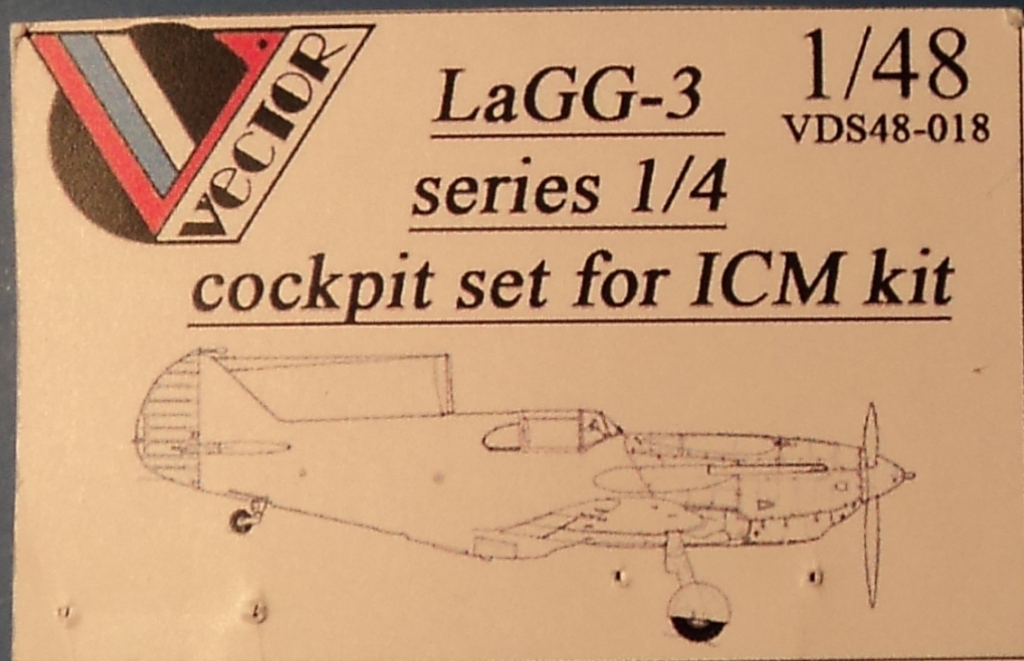 VECTOR
LaGG-3
1/48
VDS48-018
series 1/4
cockpit set for ICM kit